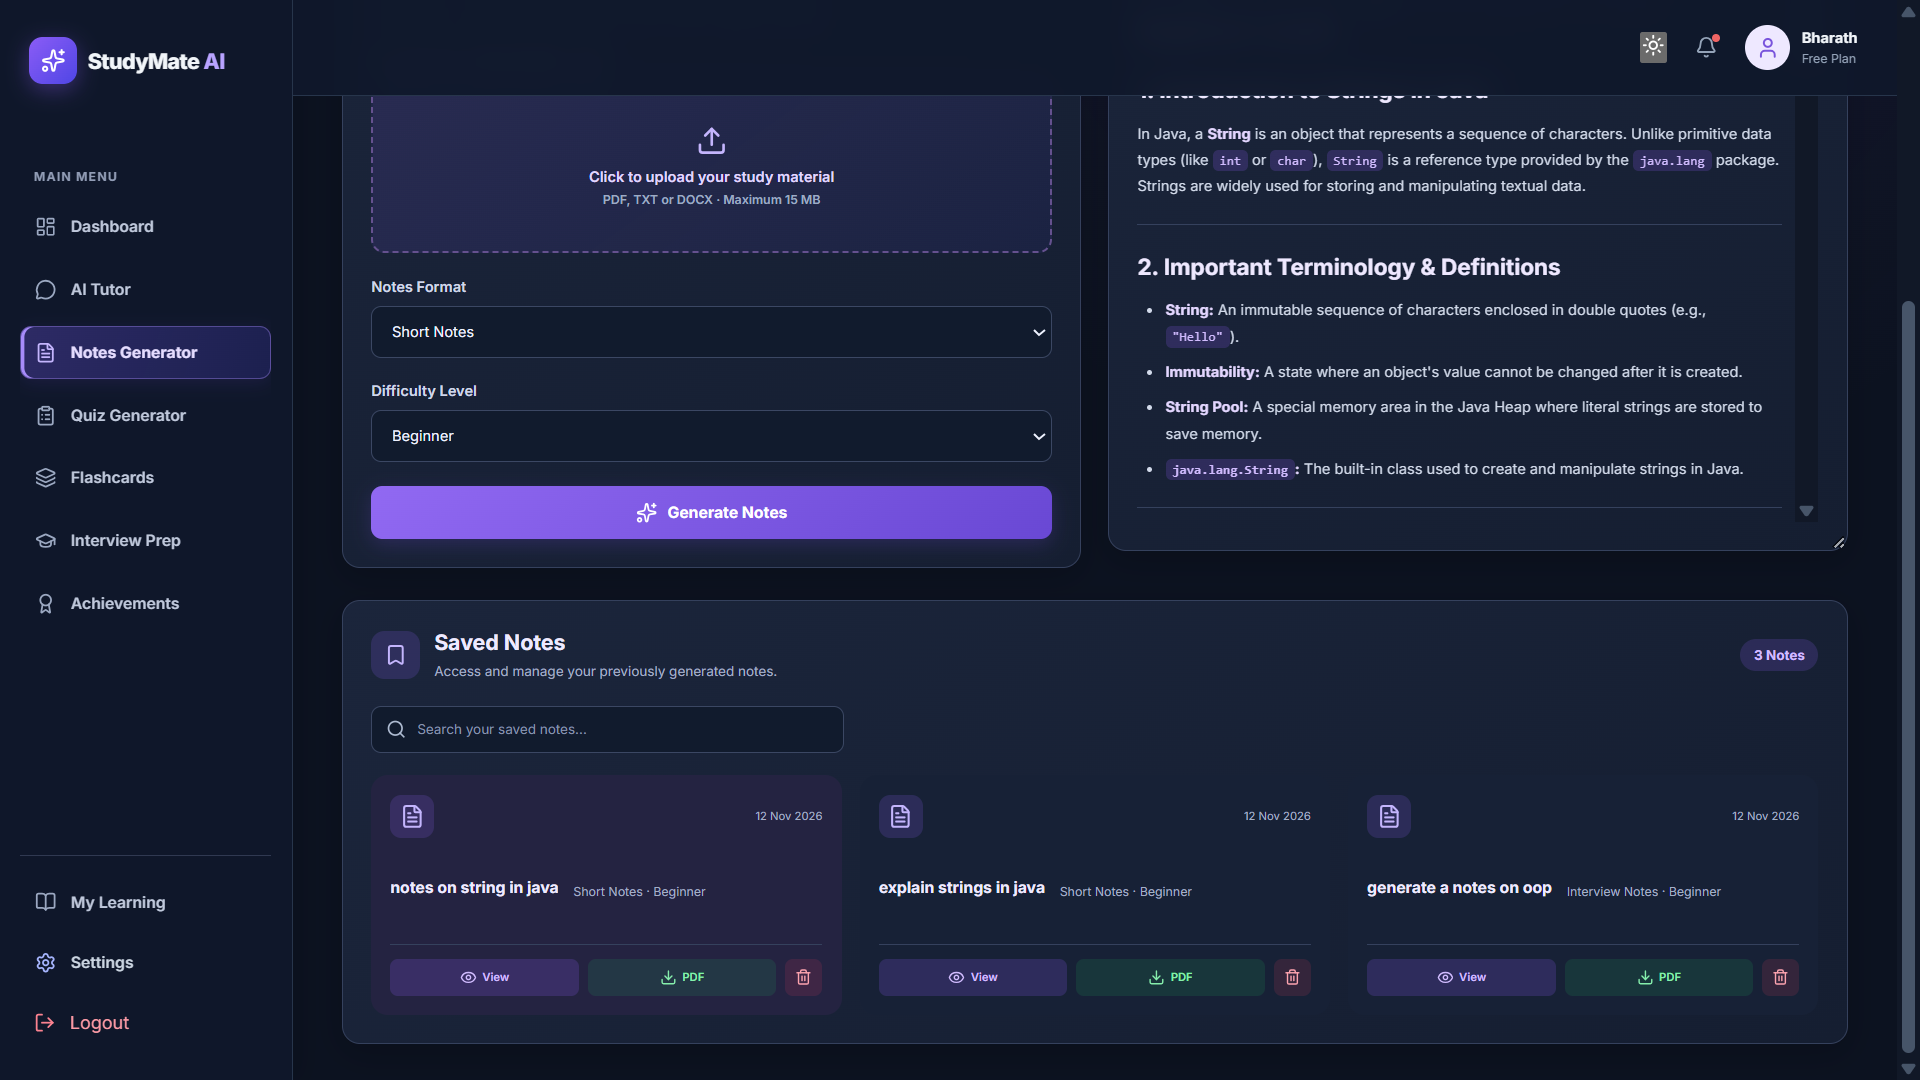 StudyMate AI
Bharath
Free Plan
MAIN MENU
Dashboard
AI Tutor
Notes Generator
Quiz Generator
Flashcards
Interview Prep
Achievements
My Learning
Settings
Logout
Click to upload your study material
PDF, TXT or DOCX · Maximum 15 MB
Notes Format
Short Notes
Difficulty Level
Beginner
Generate Notes
1. Introduction to Strings in Java
In Java, a String is an object that represents a sequence of characters. Unlike primitive data
types (like int or char), String is a reference type provided by the java.lang package.
Strings are widely used for storing and manipulating textual data.
2. Important Terminology & Definitions
• String: An immutable sequence of characters enclosed in double quotes (e.g.,
"Hello").
• Immutability: A state where an object's value cannot be changed after it is created.
• String Pool: A special memory area in the Java Heap where literal strings are stored to
save memory.
• java.lang.String: The built-in class used to create and manipulate strings in Java.
Saved Notes
Access and manage your previously generated notes.
3 Notes
Search your saved notes...
12 Nov 2026
notes on string in java Short Notes · Beginner
View PDF
12 Nov 2026
explain strings in java Short Notes · Beginner
View PDF
12 Nov 2026
generate a notes on oop Interview Notes · Beginner
View PDF